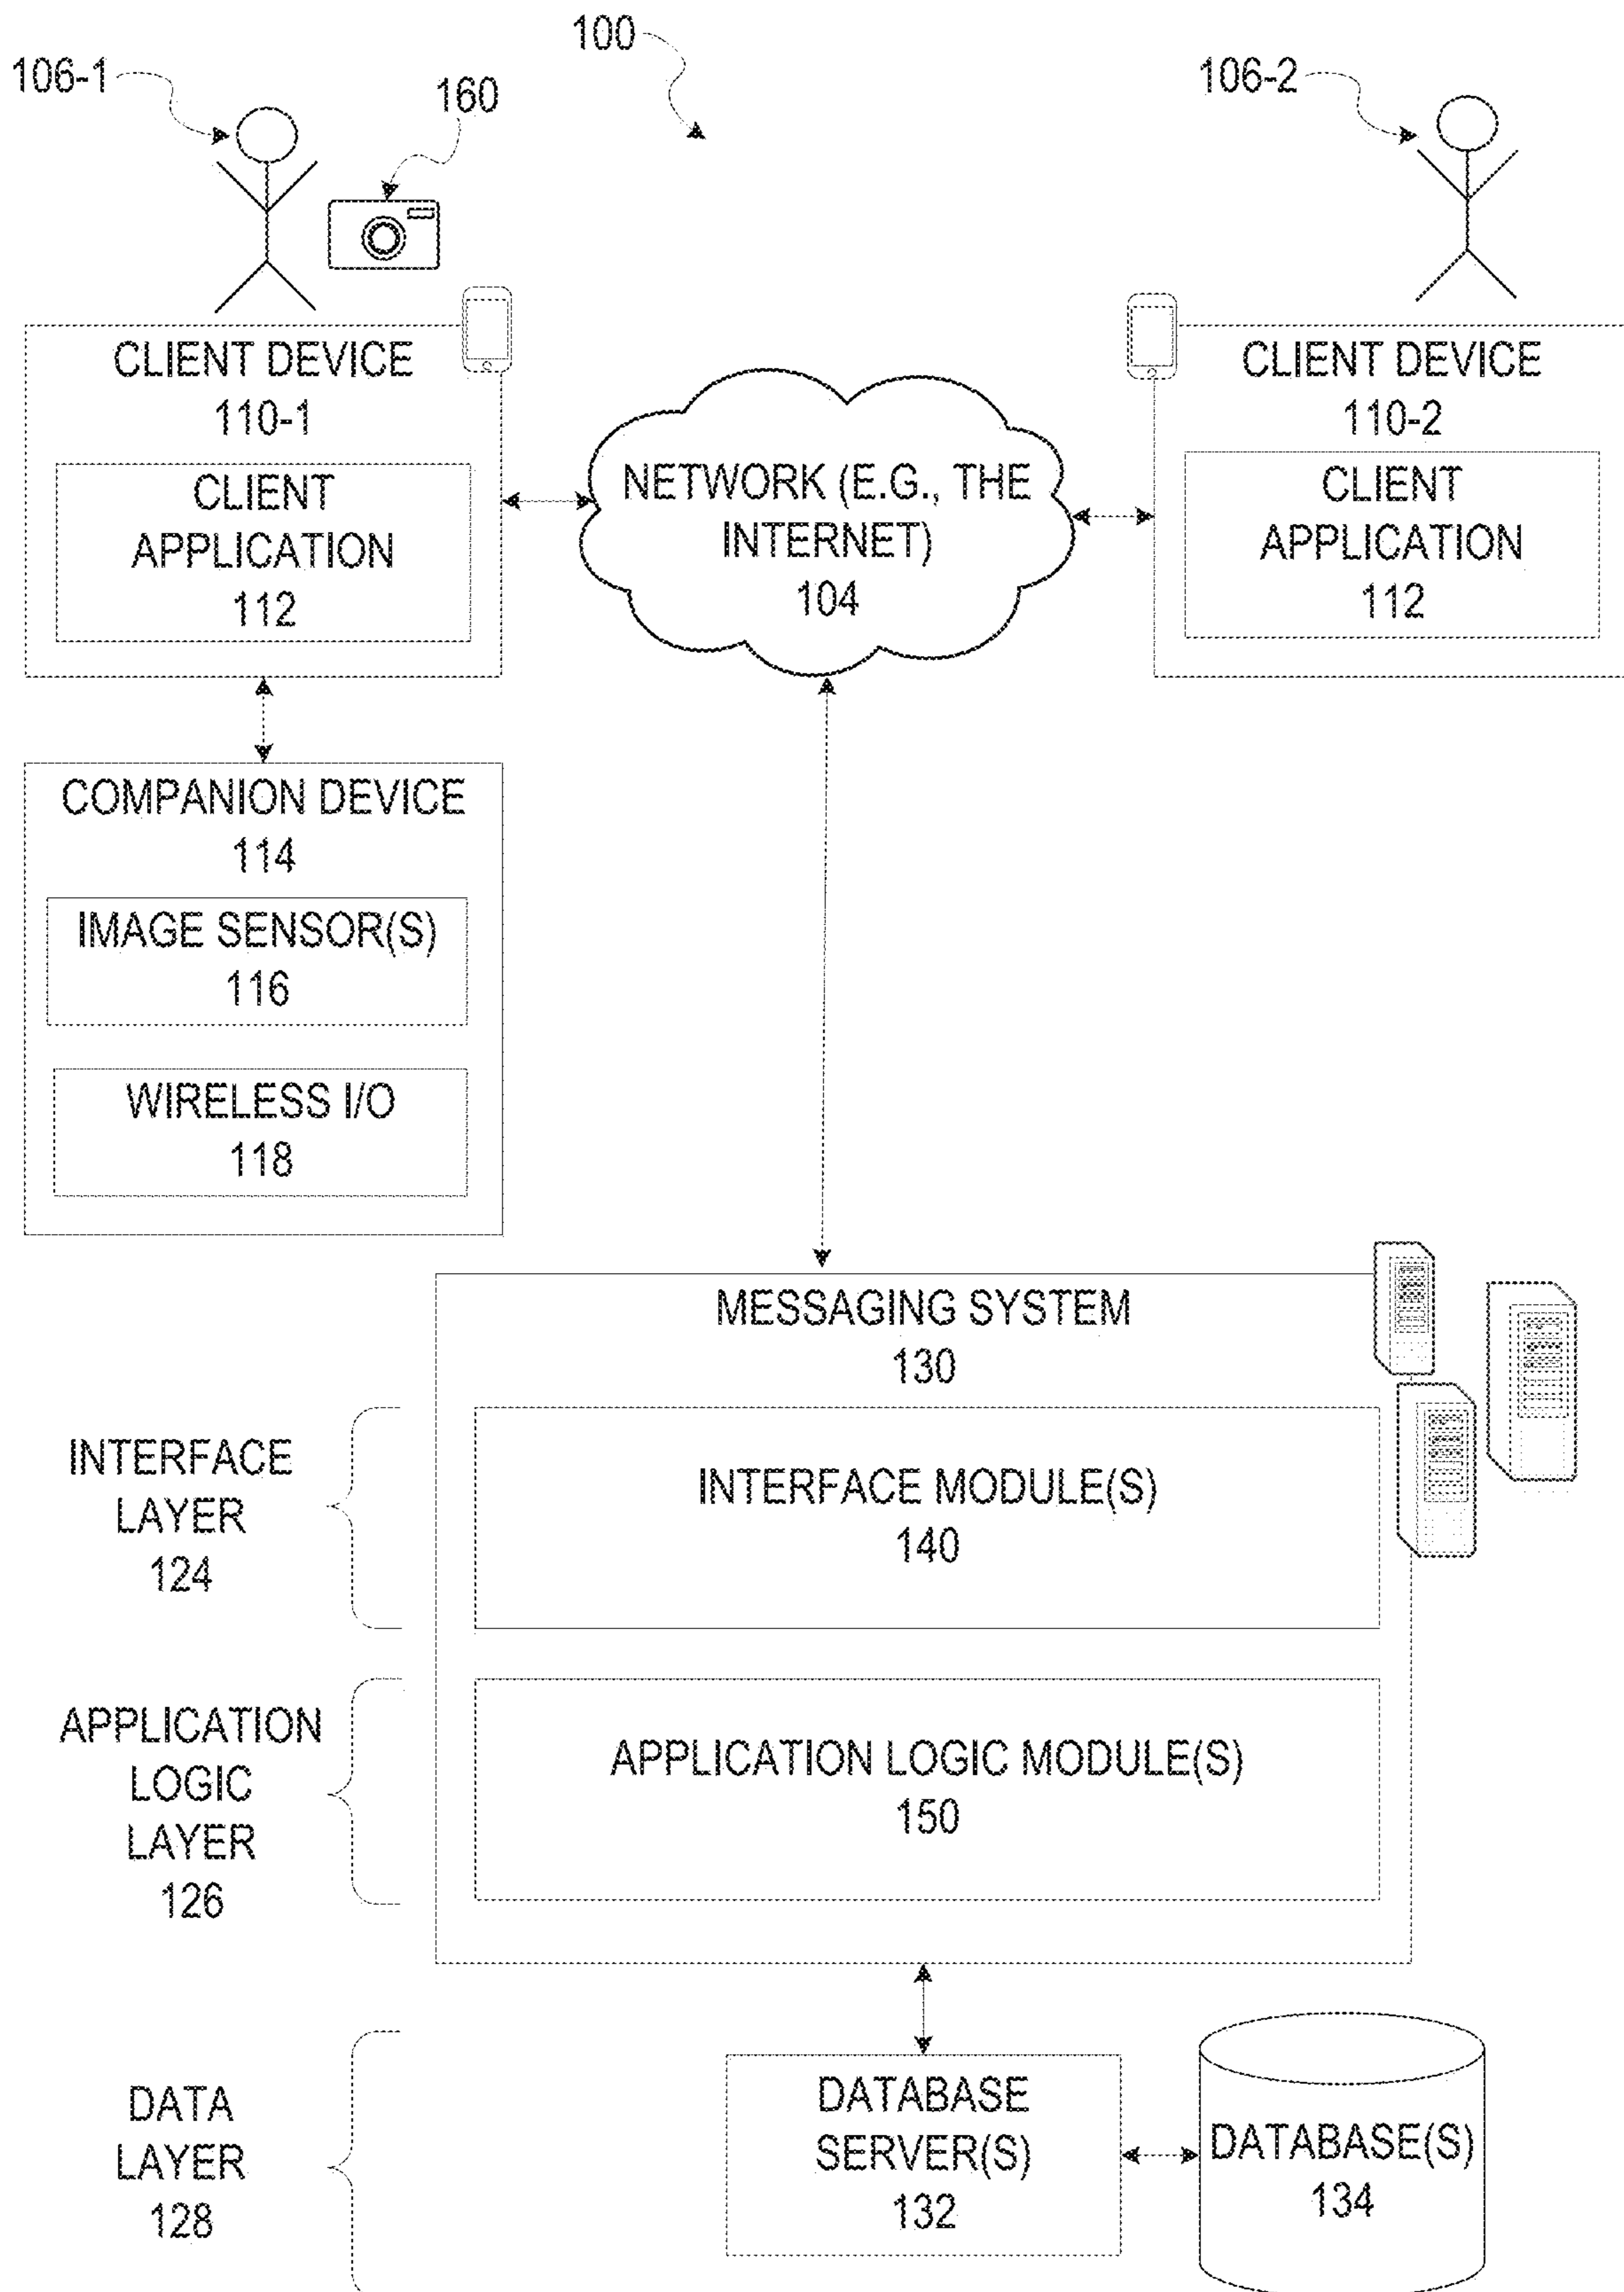 100
106-1
160
106-2
CLIENT DEVICE
110-1
CLIENT
APPLICATION
112
NETWORK (E.G., THE
INTERNET)
104
CLIENT DEVICE
110-2
CLIENT
APPLICATION
112
COMPANION DEVICE
114
IMAGE SENSOR(S)
116
WIRELESS I/O
118
MESSAGING SYSTEM
130
INTERFACE
LAYER
124
INTERFACE MODULE(S)
140
APPLICATION
LOGIC
LAYER
126
APPLICATION LOGIC MODULE(S)
150
DATA
LAYER
128
DATABASE
SERVER(S)
132
DATABASE(S)
134